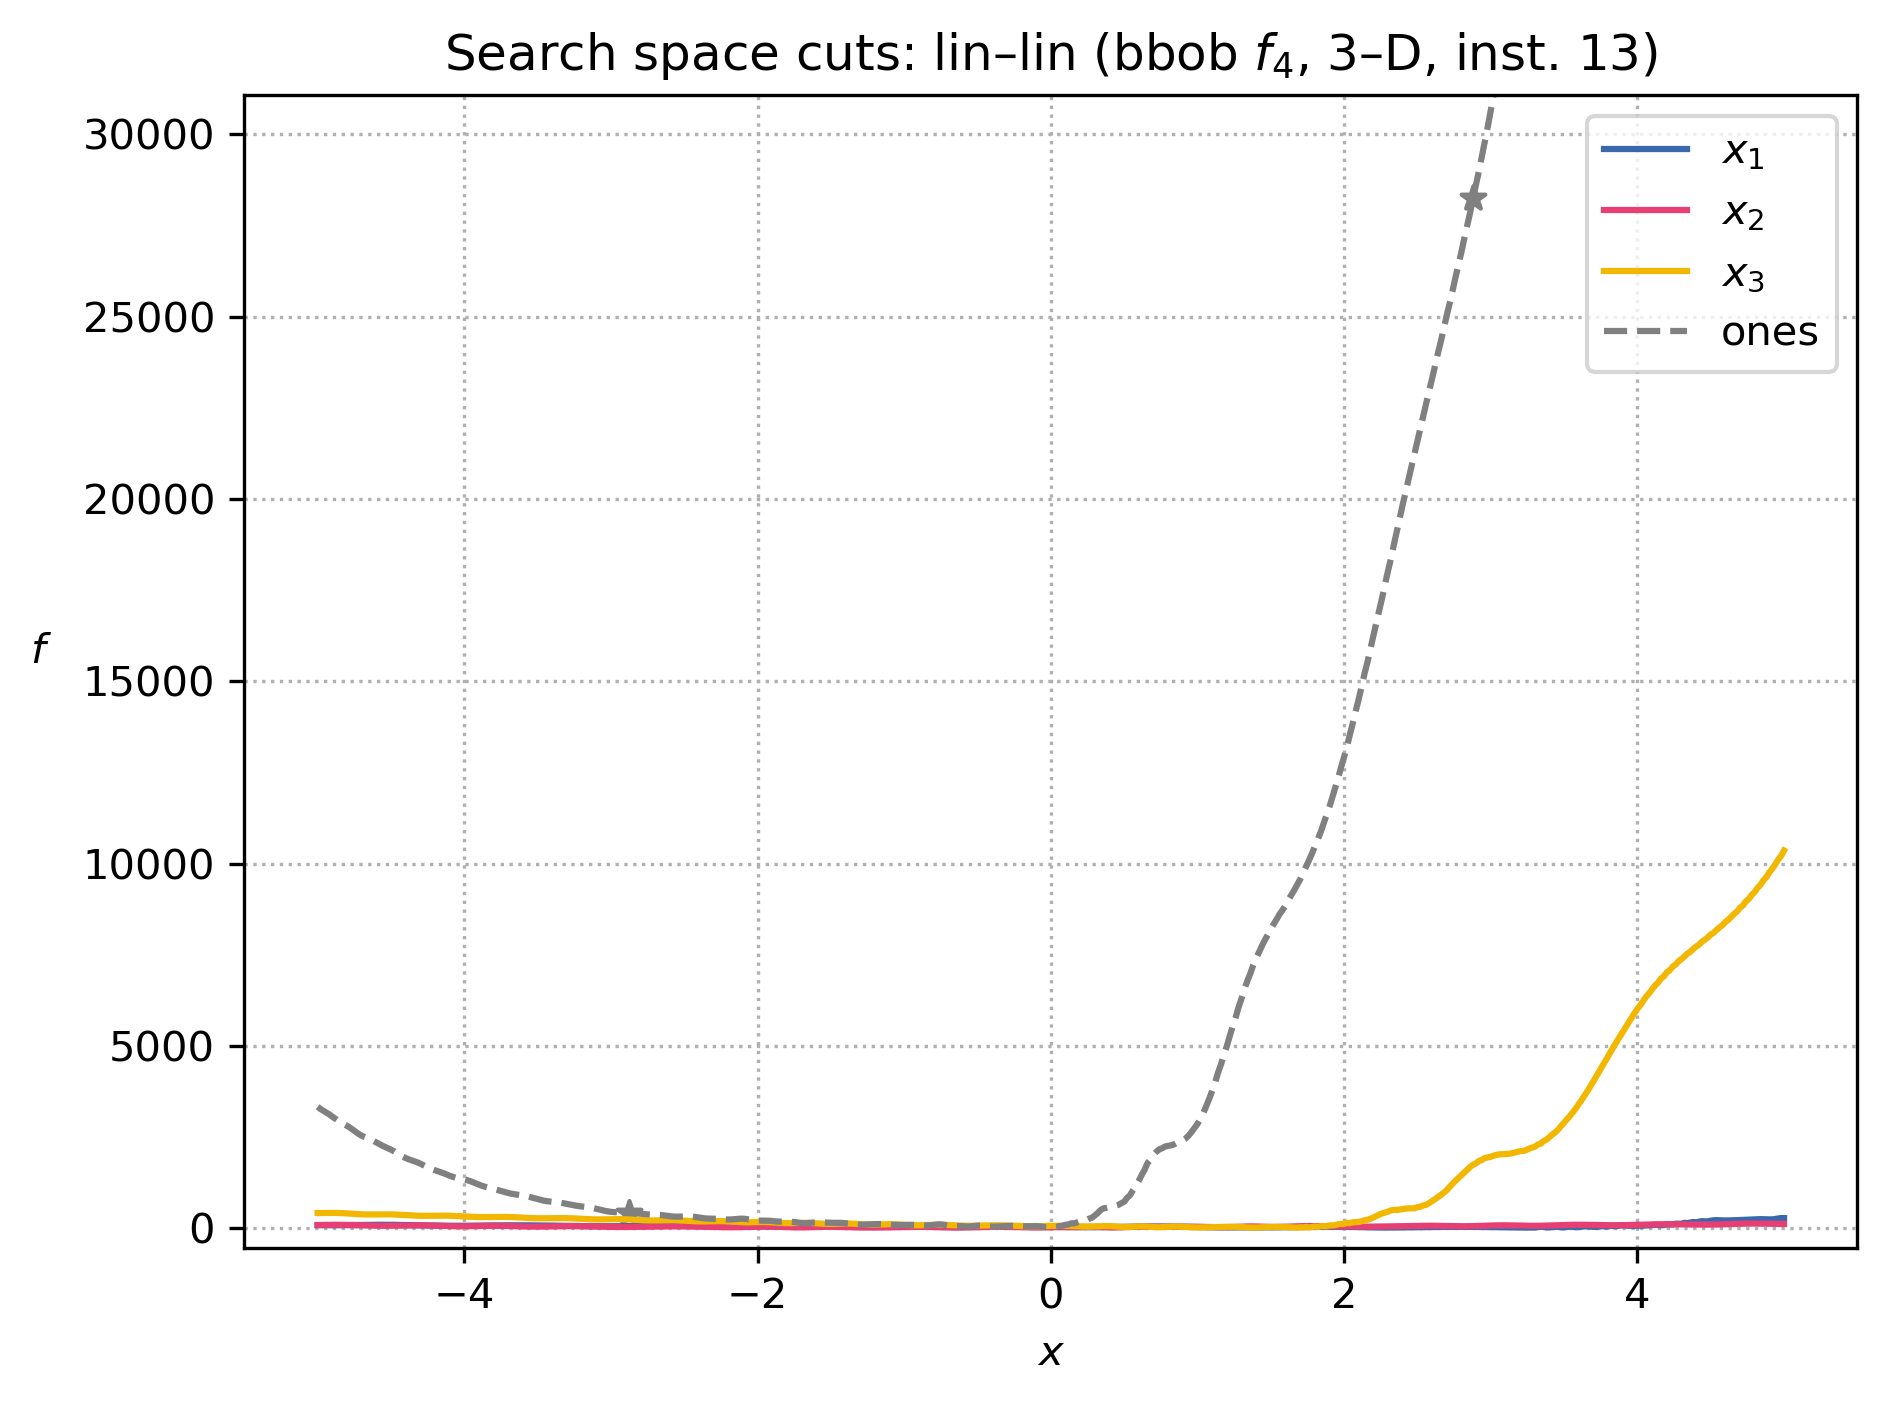 Search space cuts: lin–lin (bbob f₄, 3–D, inst. 13)
30000
25000
20000
15000
10000
5000
0
f
−4
−2
0
2
4
x
x₁
x₂
x₃
ones